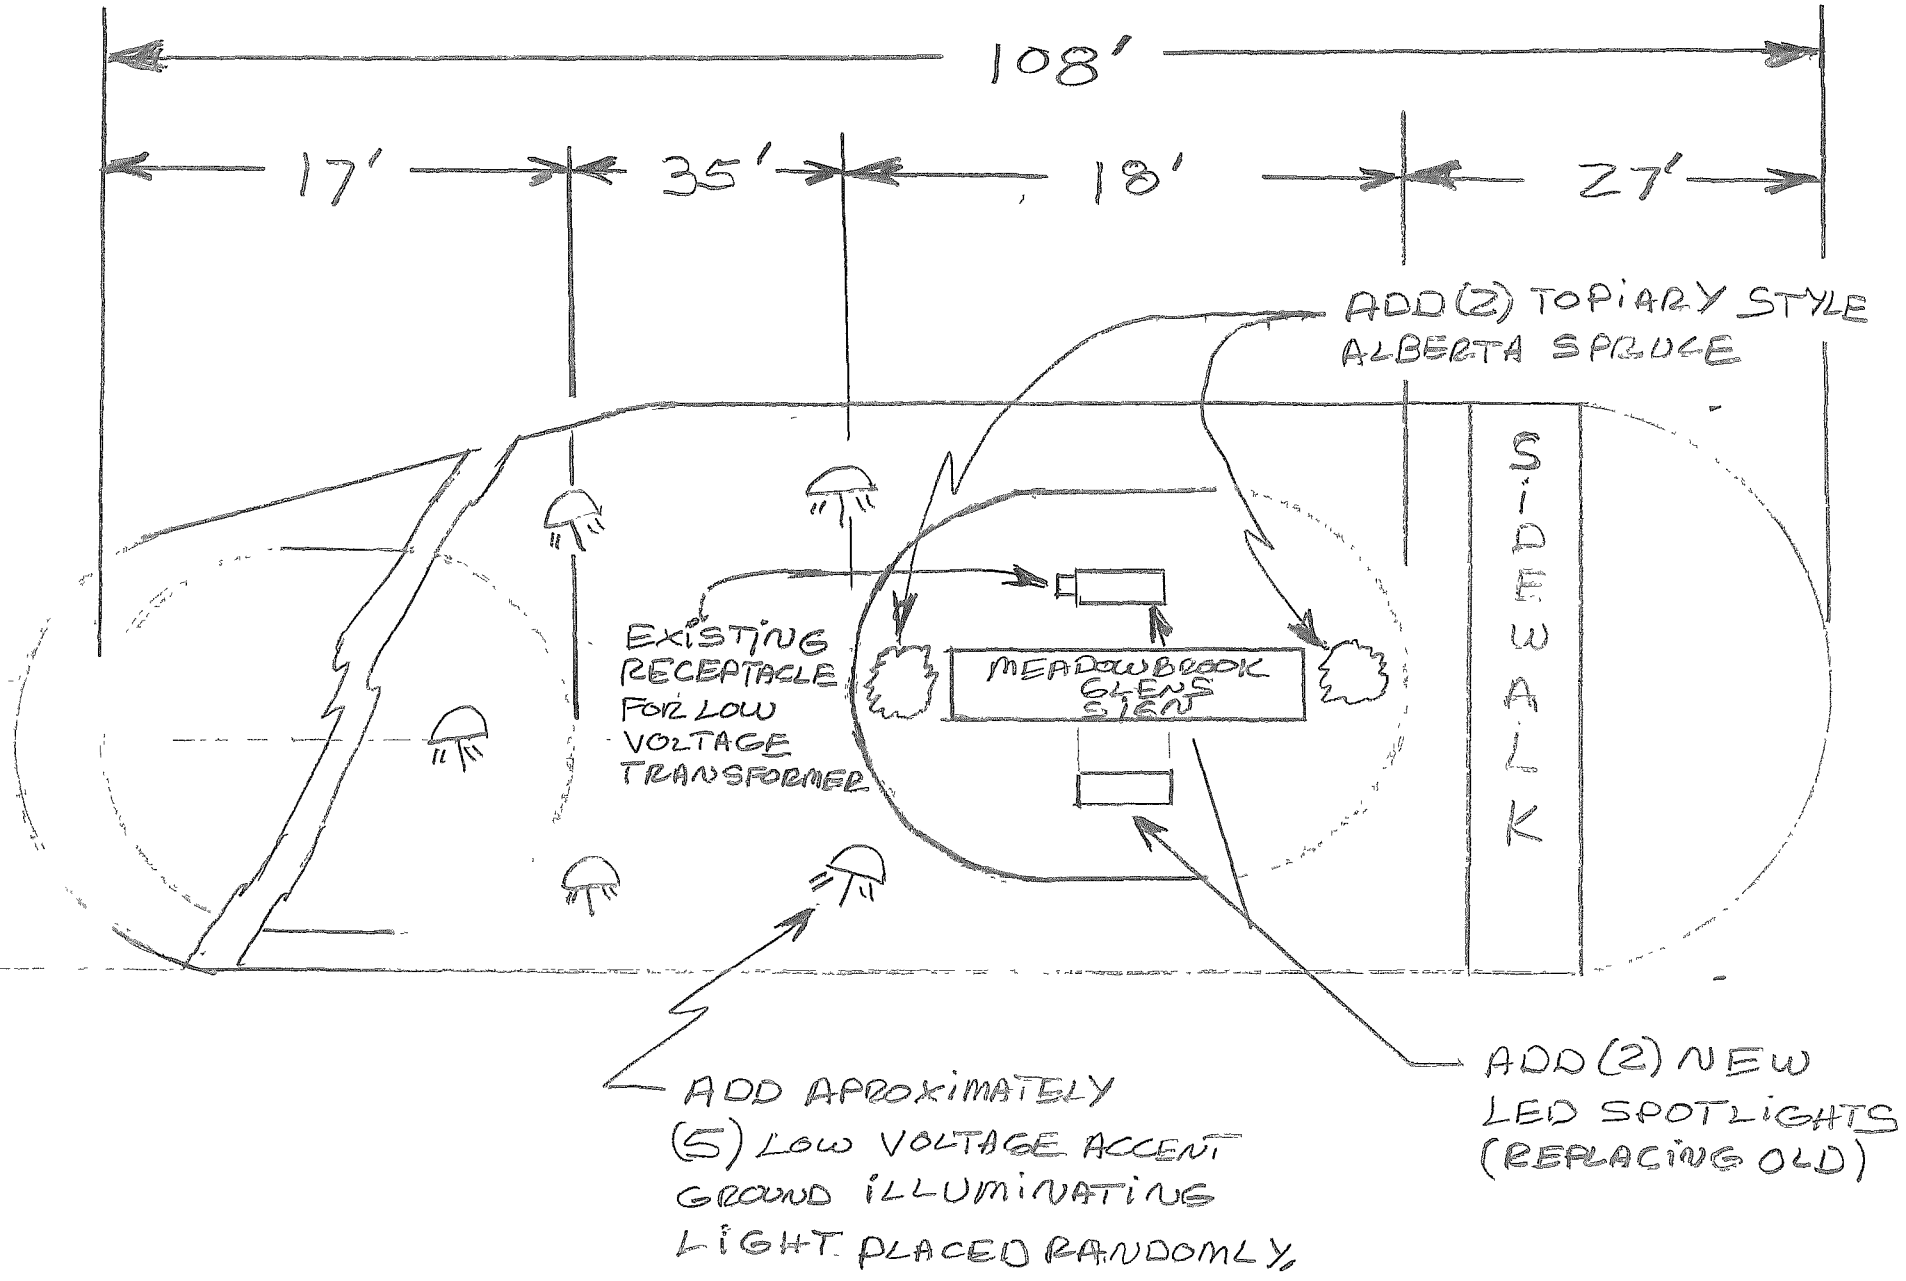 108'
17'
35'
18'
27'
ADD (2) TOPiARY STYLE
ALBERTA SPRUCE
SiDEWALK
EXiSTiNG
RECEPTACLE
FOR LOW
VOLTAGE
TRANSFORMER
MEADOWBROOK
GLENS
SiGN
ADD APROXiMATELY
(5) LOW VOLTAGE ACCENT
GROUND iLLUMiNATiNG
LiGHT PLACED RANDOMLY.
ADD (2) NEW
LED SPOTLiGHTS
(REPLACiNG OLD)